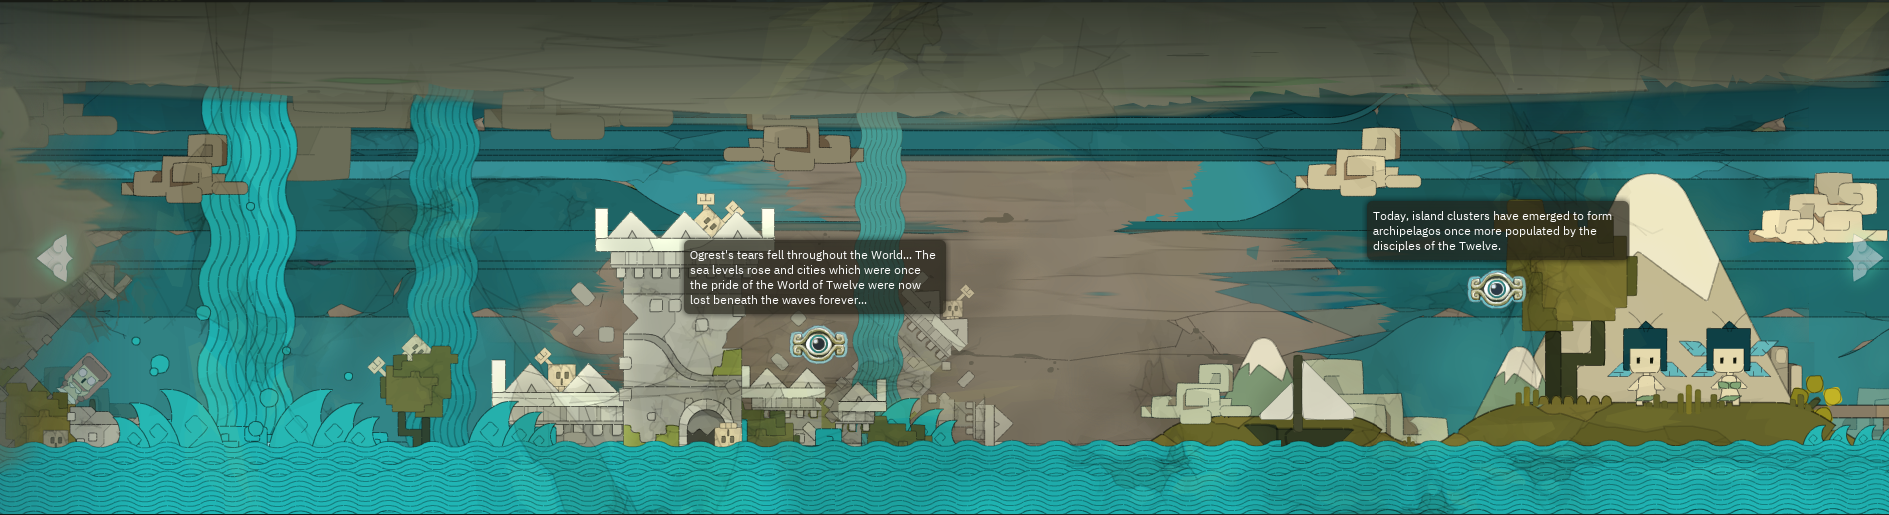 Ogrest's tears fell throughout the World... The
sea levels rose and cities which were once
the pride of the World of Twelve were now
lost beneath the waves forever...
Today, island clusters have emerged to form
archipelagos once more populated by the
disciples of the Twelve.